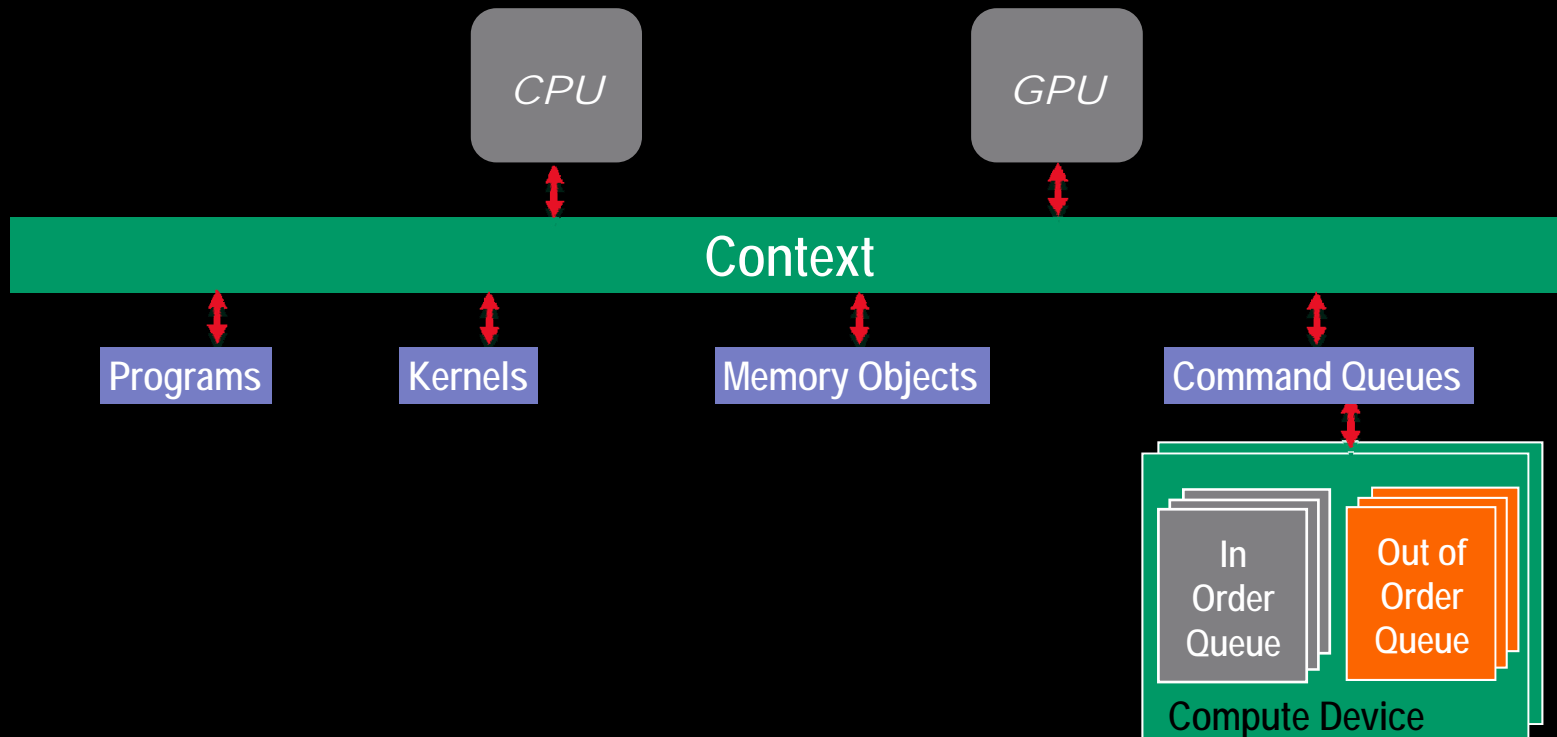 CPU
GPU
Context
Programs
Kernels
Memory Objects
Command Queues
In
Order
Queue
Out of
Order
Queue
Compute Device